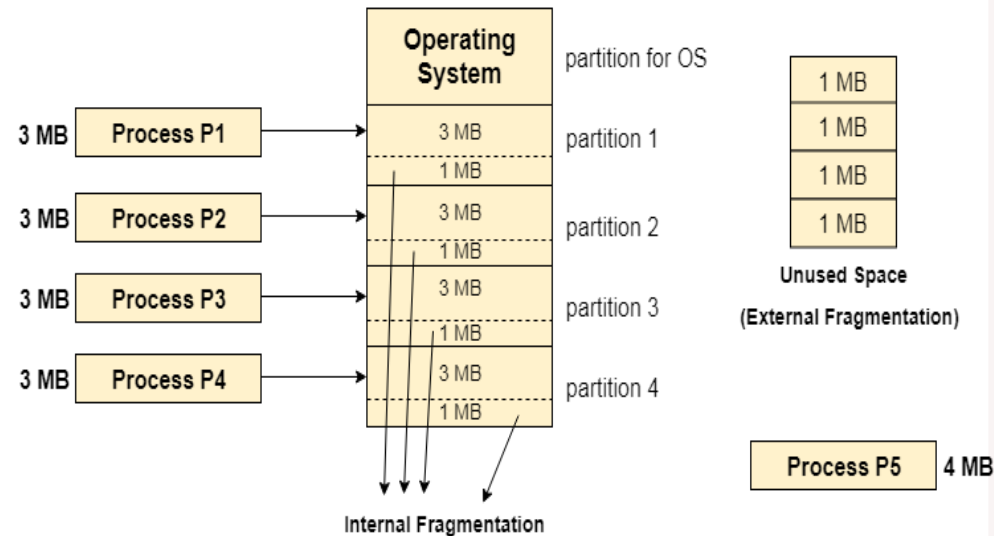 Operating
System
partition for OS
3 MB Process P1
3 MB
partition 1
1 MB
3 MB Process P2
3 MB
partition 2
1 MB
3 MB Process P3
3 MB
partition 3
1 MB
3 MB Process P4
3 MB
partition 4
1 MB
Internal Fragmentation
1 MB
1 MB
1 MB
1 MB
Unused Space
(External Fragmentation)
Process P5 4 MB